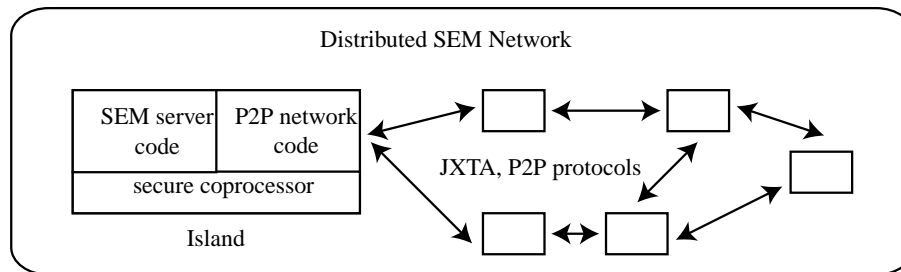 Distributed SEM Network
SEM server
code
P2P network
code
secure coprocessor
Island
JXTA, P2P protocols